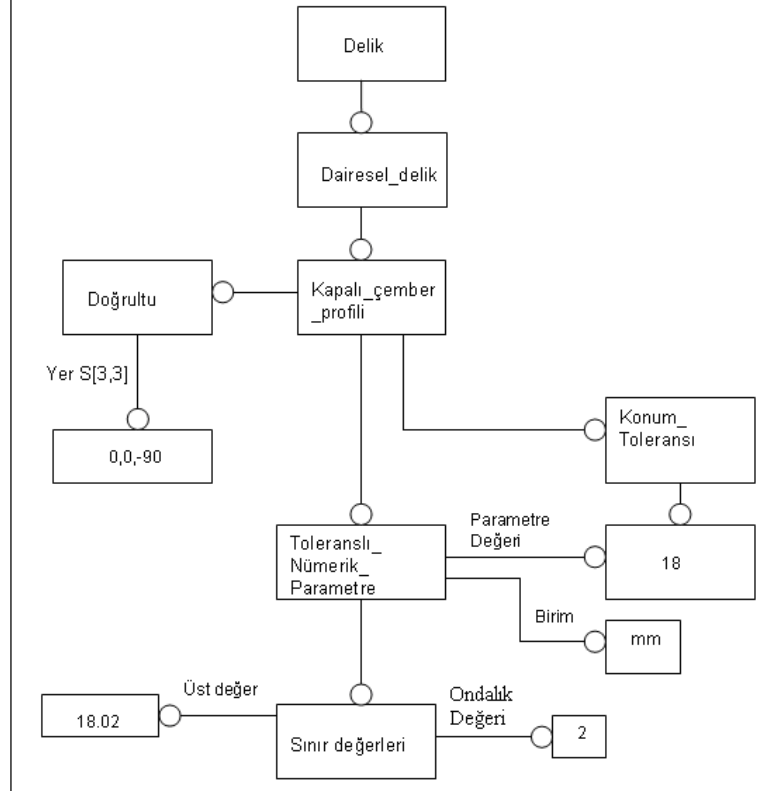 Delik
Dairesel_delik
Kapalı_çember
_profili
Doğrultu
Yer S[3,3]
0,0,-90
Konum_
Toleransı
Toleranslı_
Nümerik_
Parametre
Parametre
Değeri
18
Birim
mm
Üst değer
18.02
Sınır değerleri
Ondalık
Değeri
2